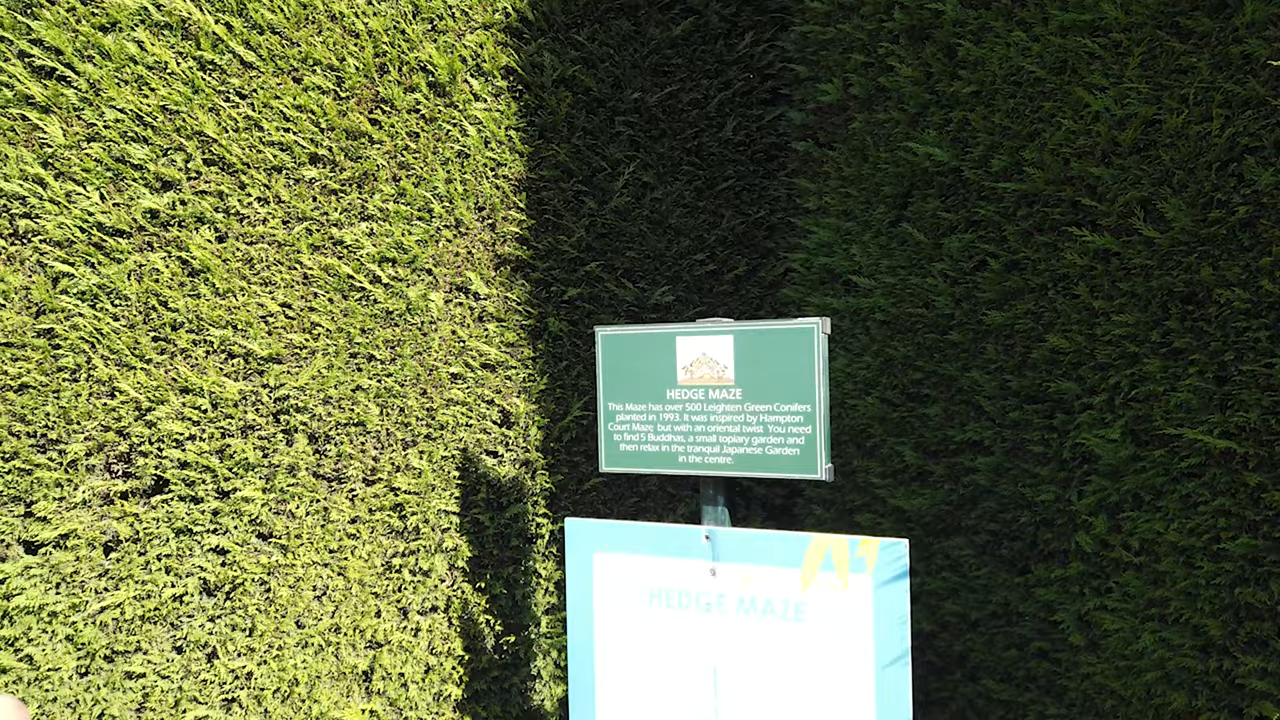 HEDGE MAZE
This Maze has over 500 Leighten Green Conifers
planted in 1993. It was inspired by Hampton
Court Maze, but with an oriental twist You need
to find 5 Buddhas, a small topiary garden and
then relax in the tranquil Japanese Garden
in the centre.
HEDGE MAZE